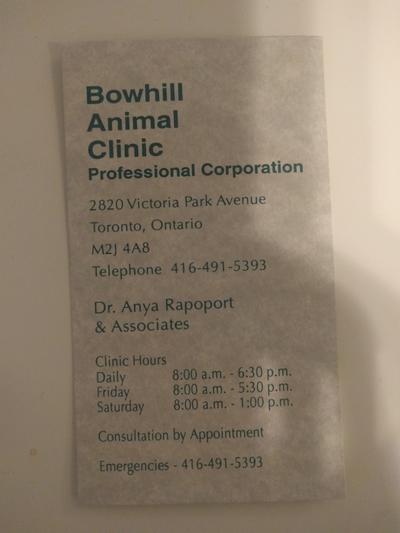 Bowhill
Animal
Clinic
Professional Corporation
2820 Victoria Park Avenue
Toronto, Ontario
M2J 4A8
Telephone 416-491-5393
Dr. Anya Rapoport
& Associates
Clinic Hours
Daily 8:00 a.m. - 6:30 p.m.
Friday 8:00 a.m. - 5:30 p.m.
Saturday 8:00 a.m. - 1:00 p.m.
Consultation by Appointment
Emergencies - 416-491-5393